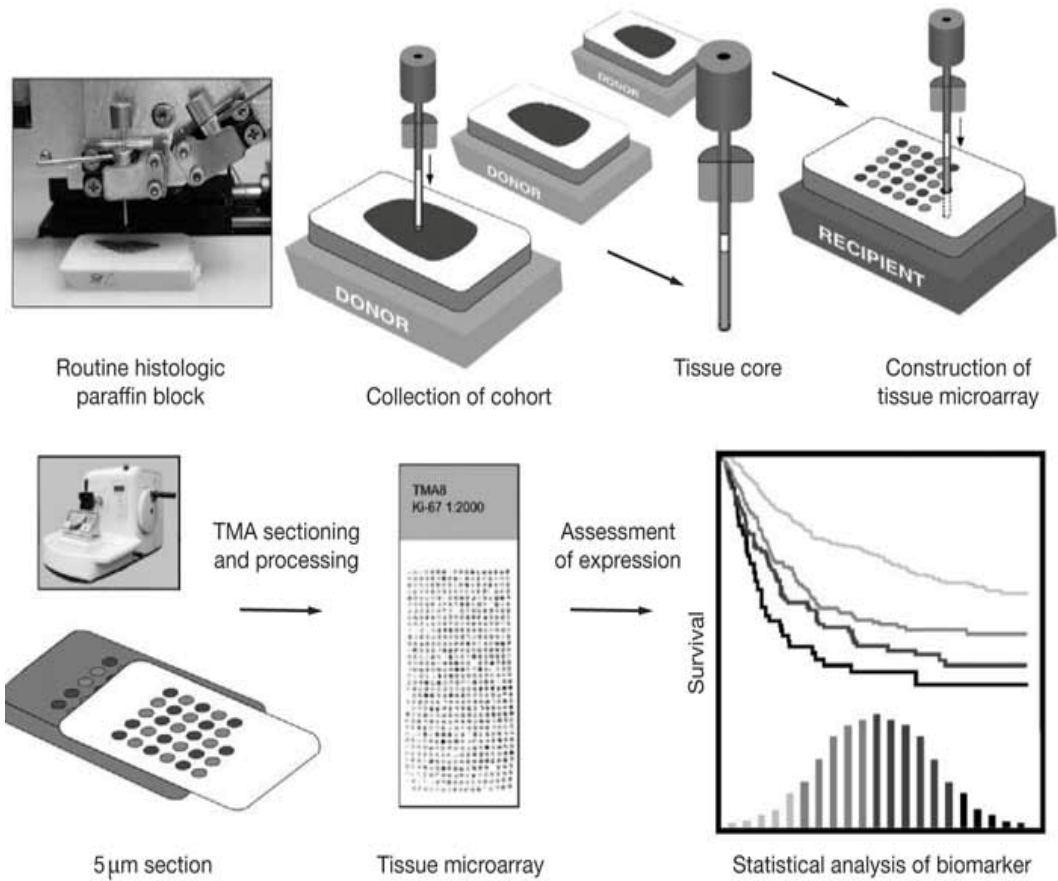 DONOR
DONOR
DONOR
RECIPIENT
Routine histologic
paraffin block
Collection of cohort
Tissue core
Construction of
tissue microarray
TMA sectioning
and processing
TMA8
Ki-67 1:2000
Assessment
of expression
Survival
5 μm section
Tissue microarray
Statistical analysis of biomarker